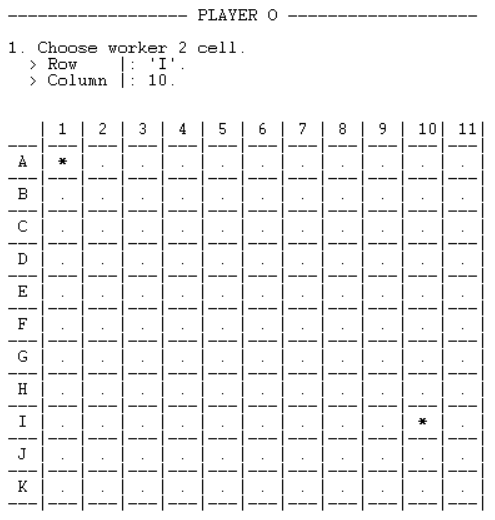 ------------------ PLAYER O -------------------
1. Choose worker 2 cell.
> Row |: 'I'.
> Column |: 10.
| 1 | 2 | 3 | 4 | 5 | 6 | 7 | 8 | 9 | 10| 11|
---|---|---|---|---|---|---|---|---|---|---|---|
A | * | . | . | . | . | . | . | . | . | . | . |
---|---|---|---|---|---|---|---|---|---|---|---|
B | . | . | . | . | . | . | . | . | . | . | . |
---|---|---|---|---|---|---|---|---|---|---|---|
C | . | . | . | . | . | . | . | . | . | . | . |
---|---|---|---|---|---|---|---|---|---|---|---|
D | . | . | . | . | . | . | . | . | . | . | . |
---|---|---|---|---|---|---|---|---|---|---|---|
E | . | . | . | . | . | . | . | . | . | . | . |
---|---|---|---|---|---|---|---|---|---|---|---|
F | . | . | . | . | . | . | . | . | . | . | . |
---|---|---|---|---|---|---|---|---|---|---|---|
G | . | . | . | . | . | . | . | . | . | . | . |
---|---|---|---|---|---|---|---|---|---|---|---|
H | . | . | . | . | . | . | . | . | . | . | . |
---|---|---|---|---|---|---|---|---|---|---|---|
I | . | . | . | . | . | . | . | . | . | * | . |
---|---|---|---|---|---|---|---|---|---|---|---|
J | . | . | . | . | . | . | . | . | . | . | . |
---|---|---|---|---|---|---|---|---|---|---|---|
K | . | . | . | . | . | . | . | . | . | . | . |
---|---|---|---|---|---|---|---|---|---|---|---|